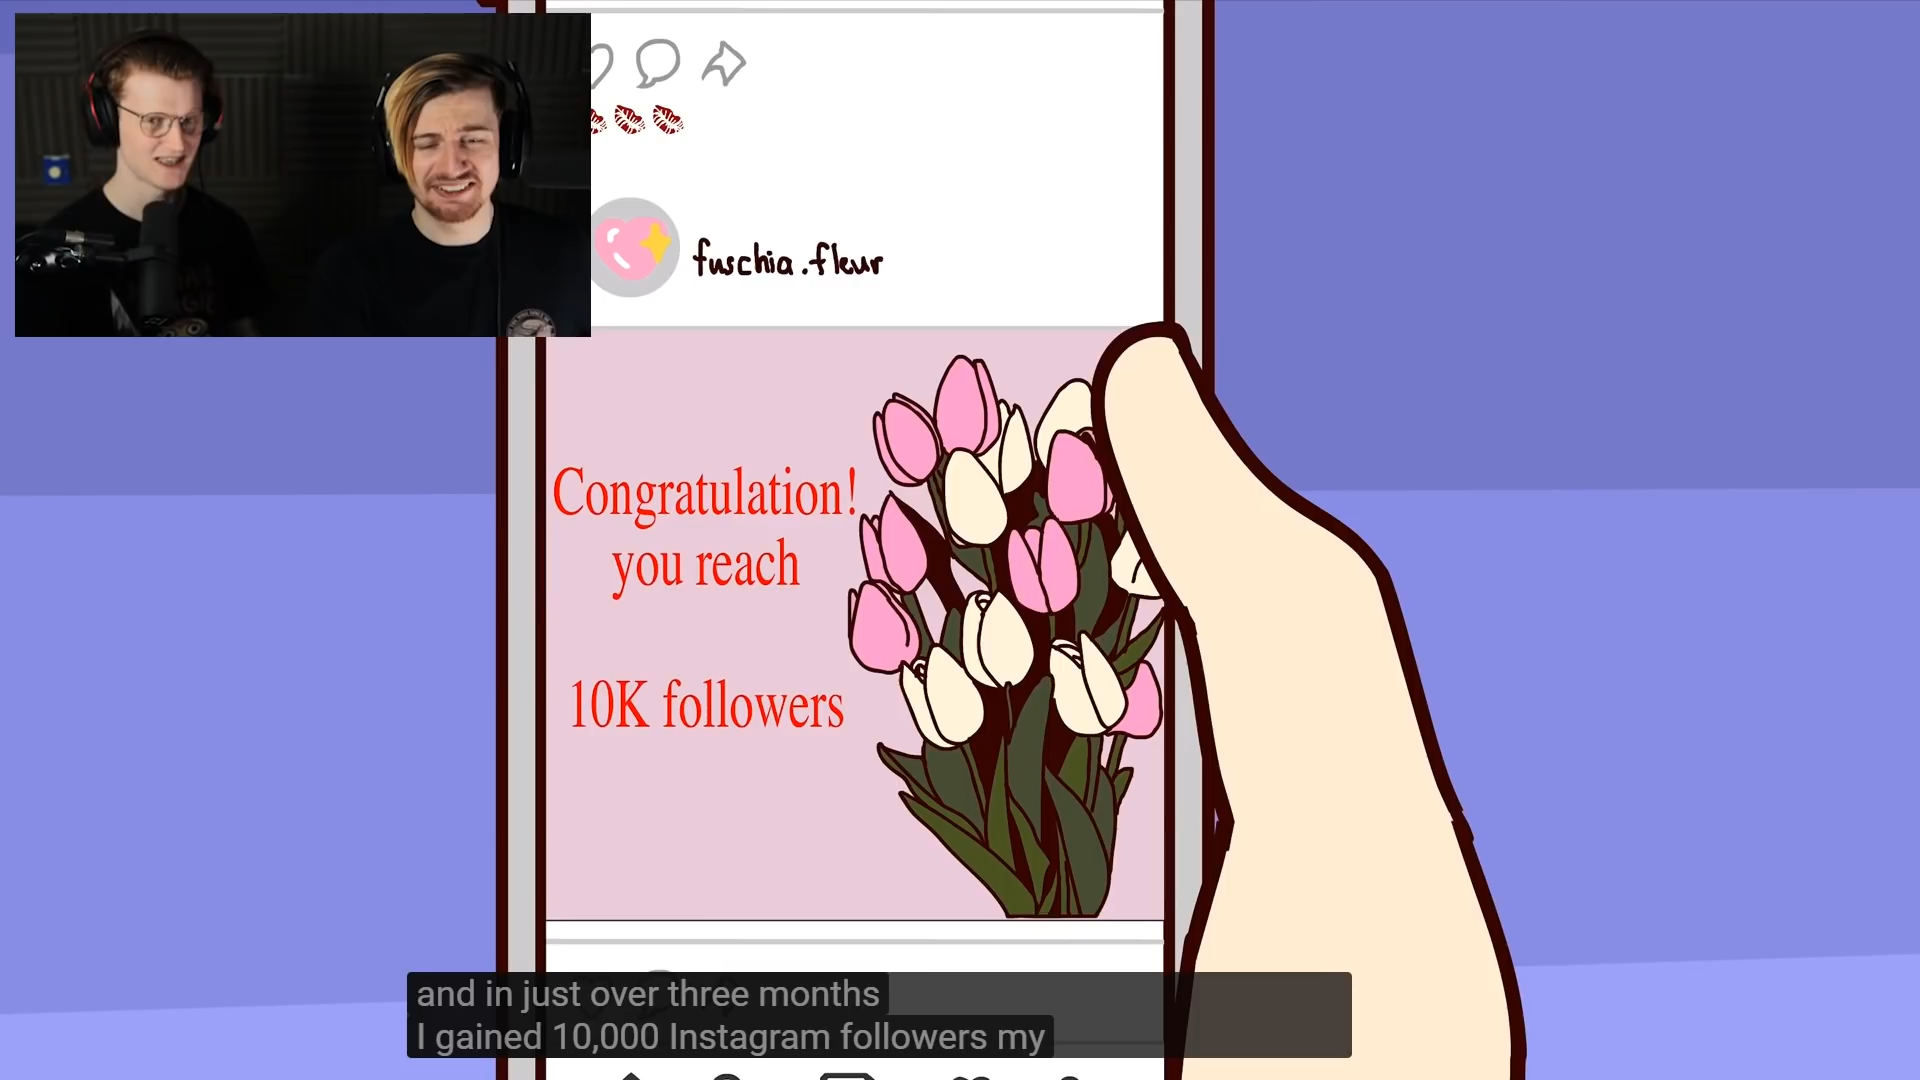 fuschia.fleur
Congratulation!
you reach
10K followers
and in just over three months
I gained 10,000 Instagram followers my